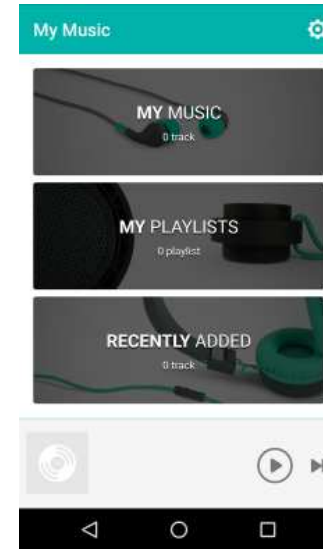 My Music
MY MUSIC
0 track
MY PLAYLISTS
0 playlist
RECENTLY ADDED
0 track